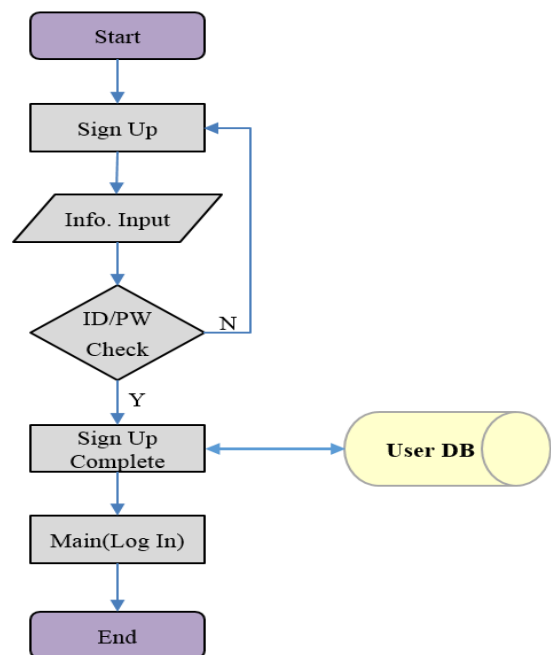 Start
Sign Up
Info. Input
ID/PW
Check
N
Y
Sign Up
Complete
User DB
Main(Log In)
End